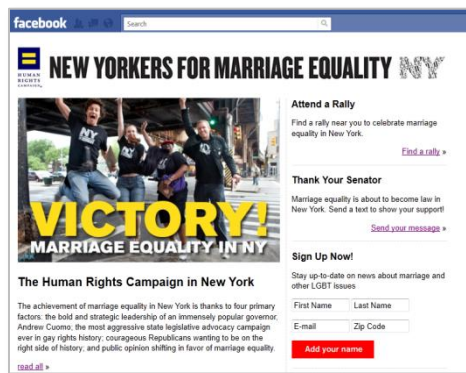 facebook
Search
HUMAN
RIGHTS
CAMPAIGN
NEW YORKERS FOR MARRIAGE EQUALITY NY
NY
VICTORY!
MARRIAGE EQUALITY IN NY
The Human Rights Campaign in New York
The achievement of marriage equality in New York is thanks to four primary
factors: the bold and strategic leadership of an immensely popular governor,
Andrew Cuomo; the most aggressive state legislative advocacy campaign
ever in gay rights history; courageous Republicans wanting to be on the
right side of history; and public opinion shifting in favor of marriage equality.
read all »
Attend a Rally
Find a rally near you to celebrate marriage
equality in New York.
Find a rally »
Thank Your Senator
Marriage equality is about to become law in
New York. Send a text to show your support!
Send your message »
Sign Up Now!
Stay up-to-date on news about marriage and
other LGBT issues
First Name Last Name
E-mail Zip Code
Add your name